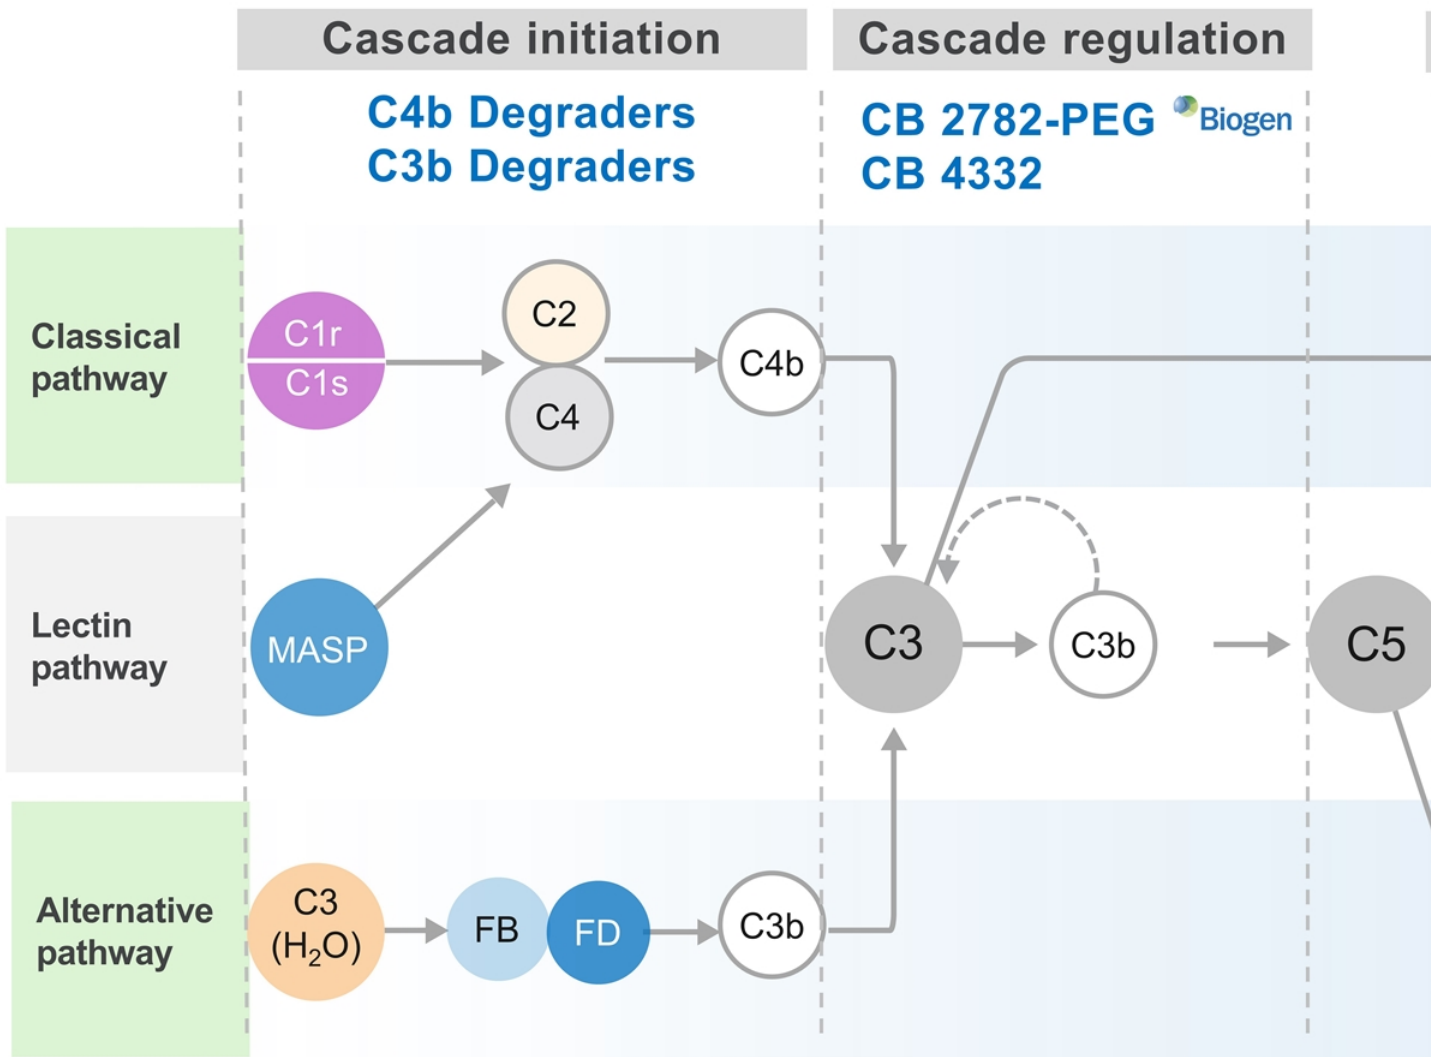 Cascade initiation
Cascade regulation
C4b Degraders
C3b Degraders
CB 2782-PEG
Biogen
CB 4332
Classical
pathway
C1r
C1s
C2
C4
C4b
Lectin
pathway
MASP
C3
C3b
C5
Alternative
pathway
C3
(H₂O)
FB
FD
C3b